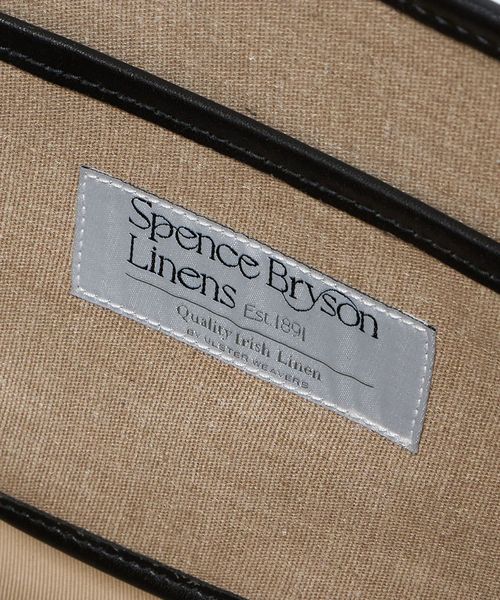 Spence Bryson
Linens Est.1891
Quality Irish Linen
BY ULSTER WEAVERS